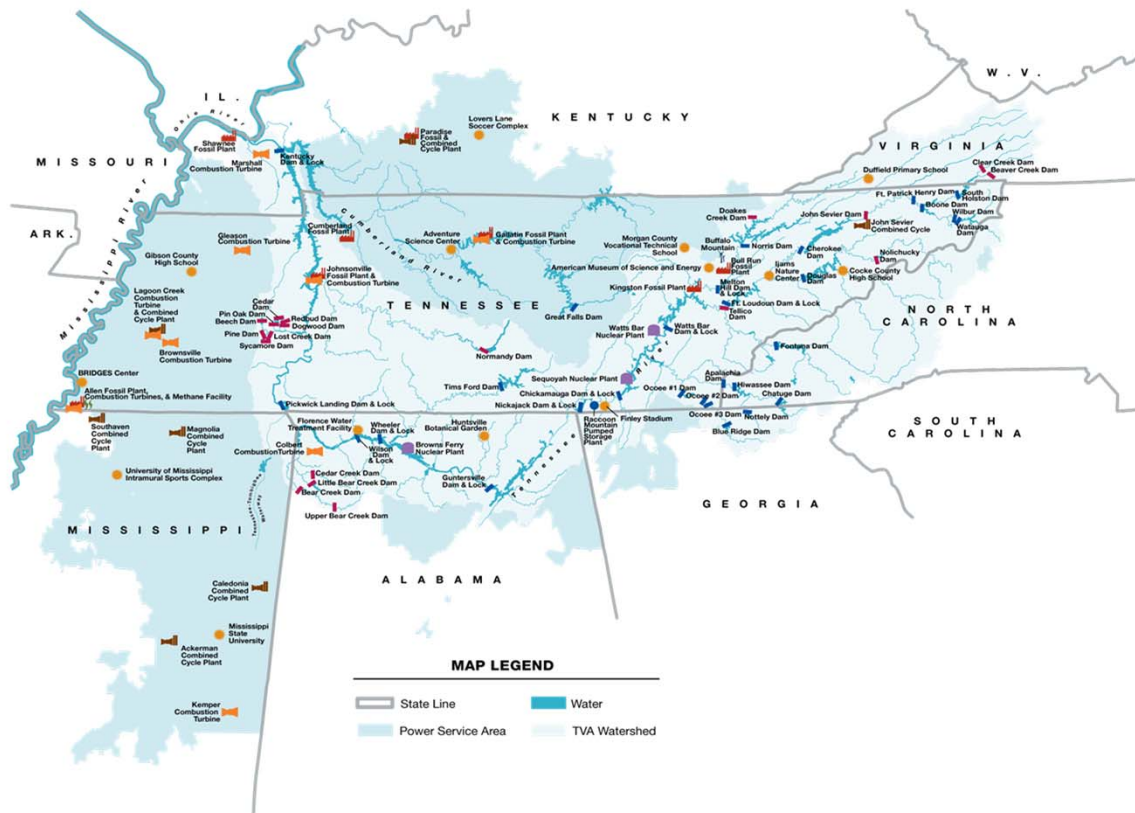 W. V.
IL.
Ohio River
KENTUCKY
Lovers Lane
Soccer Complex
Paradise
Fossil &
Combined
Cycle Plant
Shawnee
Fossil Plant
MISSOURI
Marshall
Combustion Turbine
Kentucky
Dam & Lock
VIRGINIA
Clear Creek Dam
Beaver Creek Dam
Duffield Primary School
Ft. Patrick Henry Dam
South
Holston Dam
Boone Dam
Wilbur Dam
Watauga
Dam
ARK.
Mississippi River
Cumberland River
Doakes
Creek Dam
John Sevier Dam
John Sevier
Combined Cycle
Gleason
Combustion Turbine
Cumberland
Fossil Plant
Adventure
Science Center
Gallatin Fossil Plant
& Combustion Turbine
Morgan County
Vocational Technical
School
Buffalo
Mountain
Norris Dam
Cherokee
Dam
Nolichucky
Dam
Gibson County
High School
Johnsonville
Fossil Plant &
Combustion Turbine
American Museum of Science and Energy
Bull Run
Fossil
Plant
Ijams
Nature
Center
Douglas
Dam
Cocke County
High School
Kingston Fossil Plant
Melton
Hill Dam
& Lock
Lagoon Creek
Combustion
Turbine
& Combined
Cycle Plant
TENNESSEE
Great Falls Dam
Ft. Loudoun Dam & Lock
Tellico
Dam
NORTH
CAROLINA
Cedar
Dam
Pin Oak Dam
Redbud Dam
Beech Dam
Dogwood Dam
Pine Dam
Lost Creek Dam
Sycamore Dam
Watts Bar
Nuclear Plant
Watts Bar
Dam & Lock
Brownsville
Combustion Turbine
Normandy Dam
Fontana Dam
BRIDGES Center
Tims Ford Dam
Sequoyah Nuclear Plant
River
Apalachia
Dam
Hiwassee Dam
Allen Fossil Plant,
Combustion Turbines, & Methane Facility
Chickamauga Dam & Lock
Ocoee #1 Dam
Ocoee #2 Dam
Chatuge Dam
Pickwick Landing Dam & Lock
Nickajack Dam & Lock
Ocoee #3 Dam
Nottely Dam
Southaven
Combined
Cycle
Plant
Magnolia
Combined
Cycle
Plant
Florence Water
Treatment Facility
Wheeler
Dam & Lock
Huntsville
Botanical Garden
Raccoon
Mountain
Pumped
Storage
Plant
Finley Stadium
Blue Ridge Dam
SOUTH
CAROLINA
Colbert
Combustion Turbine
Wilson
Dam
& Lock
Browns Ferry
Nuclear Plant
Tennessee
University of Mississippi
Intramural Sports Complex
Cedar Creek Dam
Little Bear Creek Dam
Bear Creek Dam
Guntersville
Dam & Lock
Upper Bear Creek Dam
GEORGIA
Tennessee-Tombigbee
Waterway
MISSISSIPPI
ALABAMA
Caledonia
Combined
Cycle Plant
Mississippi
State
University
Ackerman
Combined
Cycle Plant
Kemper
Combustion
Turbine
MAP LEGEND
State Line
Water
Power Service Area
TVA Watershed